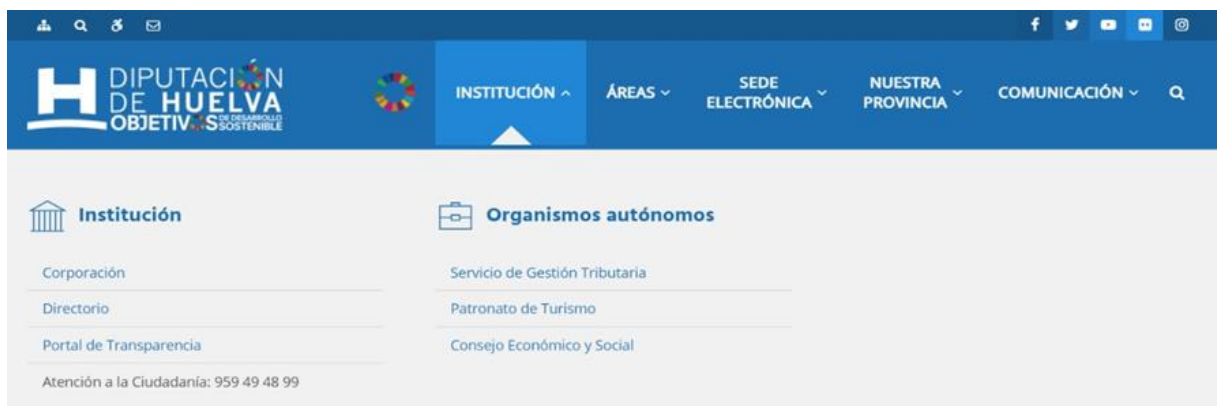 DIPUTACIÓN
DE HUELVA
OBJETIVOS DE DESARROLLO
SOSTENIBLE
INSTITUCIÓN
ÁREAS
SEDE
ELECTRÓNICA
NUESTRA
PROVINCIA
COMUNICACIÓN
Institución
Corporación
Directorio
Portal de Transparencia
Atención a la Ciudadanía: 959 49 48 99
Organismos autónomos
Servicio de Gestión Tributaria
Patronato de Turismo
Consejo Económico y Social